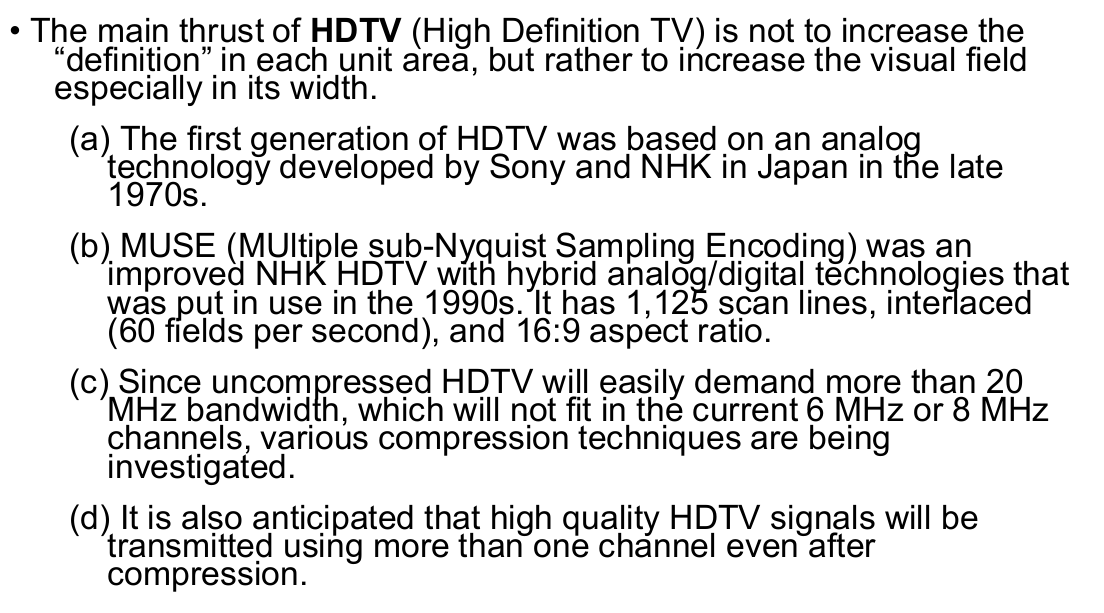 • The main thrust of HDTV (High Definition TV) is not to increase the
“definition” in each unit area, but rather to increase the visual field
especially in its width.
(a) The first generation of HDTV was based on an analog
technology developed by Sony and NHK in Japan in the late
1970s.
(b) MUSE (MUltiple sub-Nyquist Sampling Encoding) was an
improved NHK HDTV with hybrid analog/digital technologies that
was put in use in the 1990s. It has 1,125 scan lines, interlaced
(60 fields per second), and 16:9 aspect ratio.
(c) Since uncompressed HDTV will easily demand more than 20
MHz bandwidth, which will not fit in the current 6 MHz or 8 MHz
channels, various compression techniques are being
investigated.
(d) It is also anticipated that high quality HDTV signals will be
transmitted using more than one channel even after
compression.